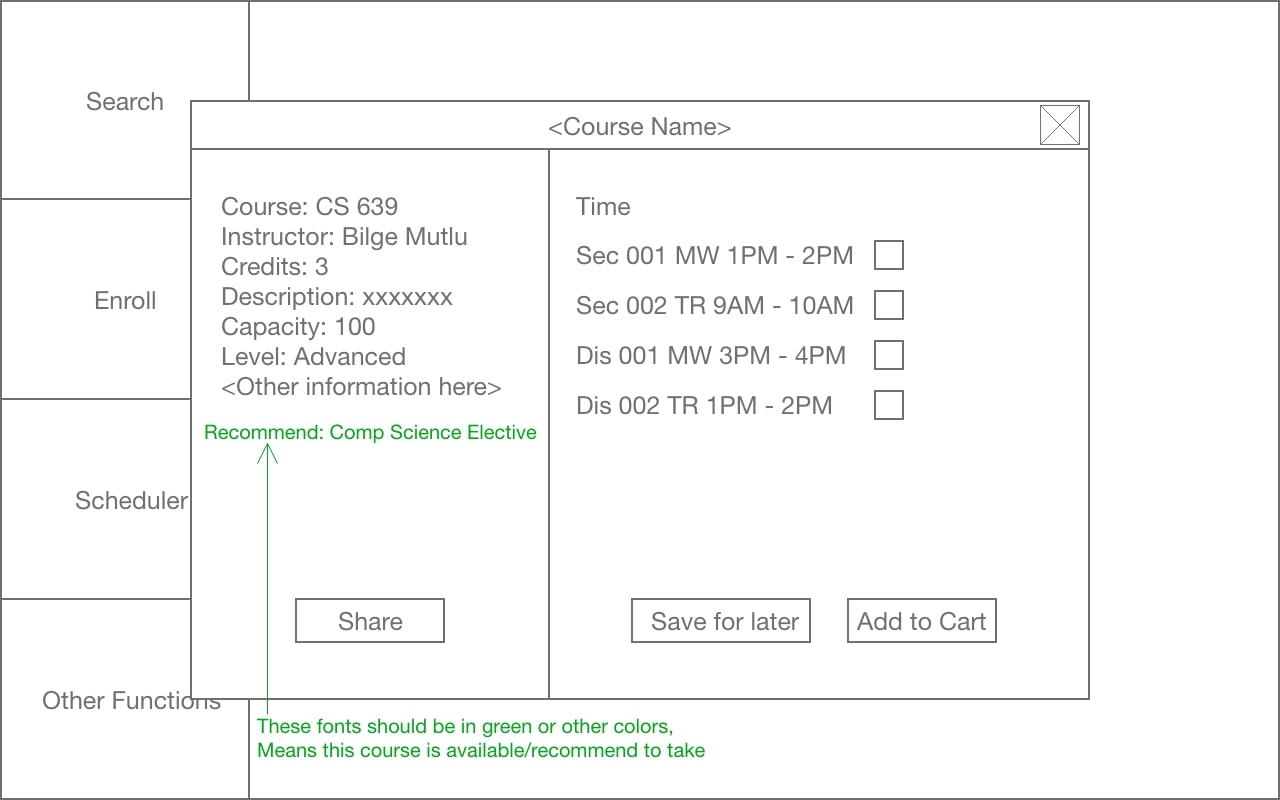 Search
Enroll
Scheduler
Other Functions
<Course Name>
Course: CS 639
Instructor: Bilge Mutlu
Credits: 3
Description: xxxxxxx
Capacity: 100
Level: Advanced
<Other information here>
Recommend: Comp Science Elective
Share
Time
Sec 001 MW 1PM - 2PM
Sec 002 TR 9AM - 10AM
Dis 001 MW 3PM - 4PM
Dis 002 TR 1PM - 2PM
Save for later
Add to Cart
These fonts should be in green or other colors,
Means this course is available/recommend to take